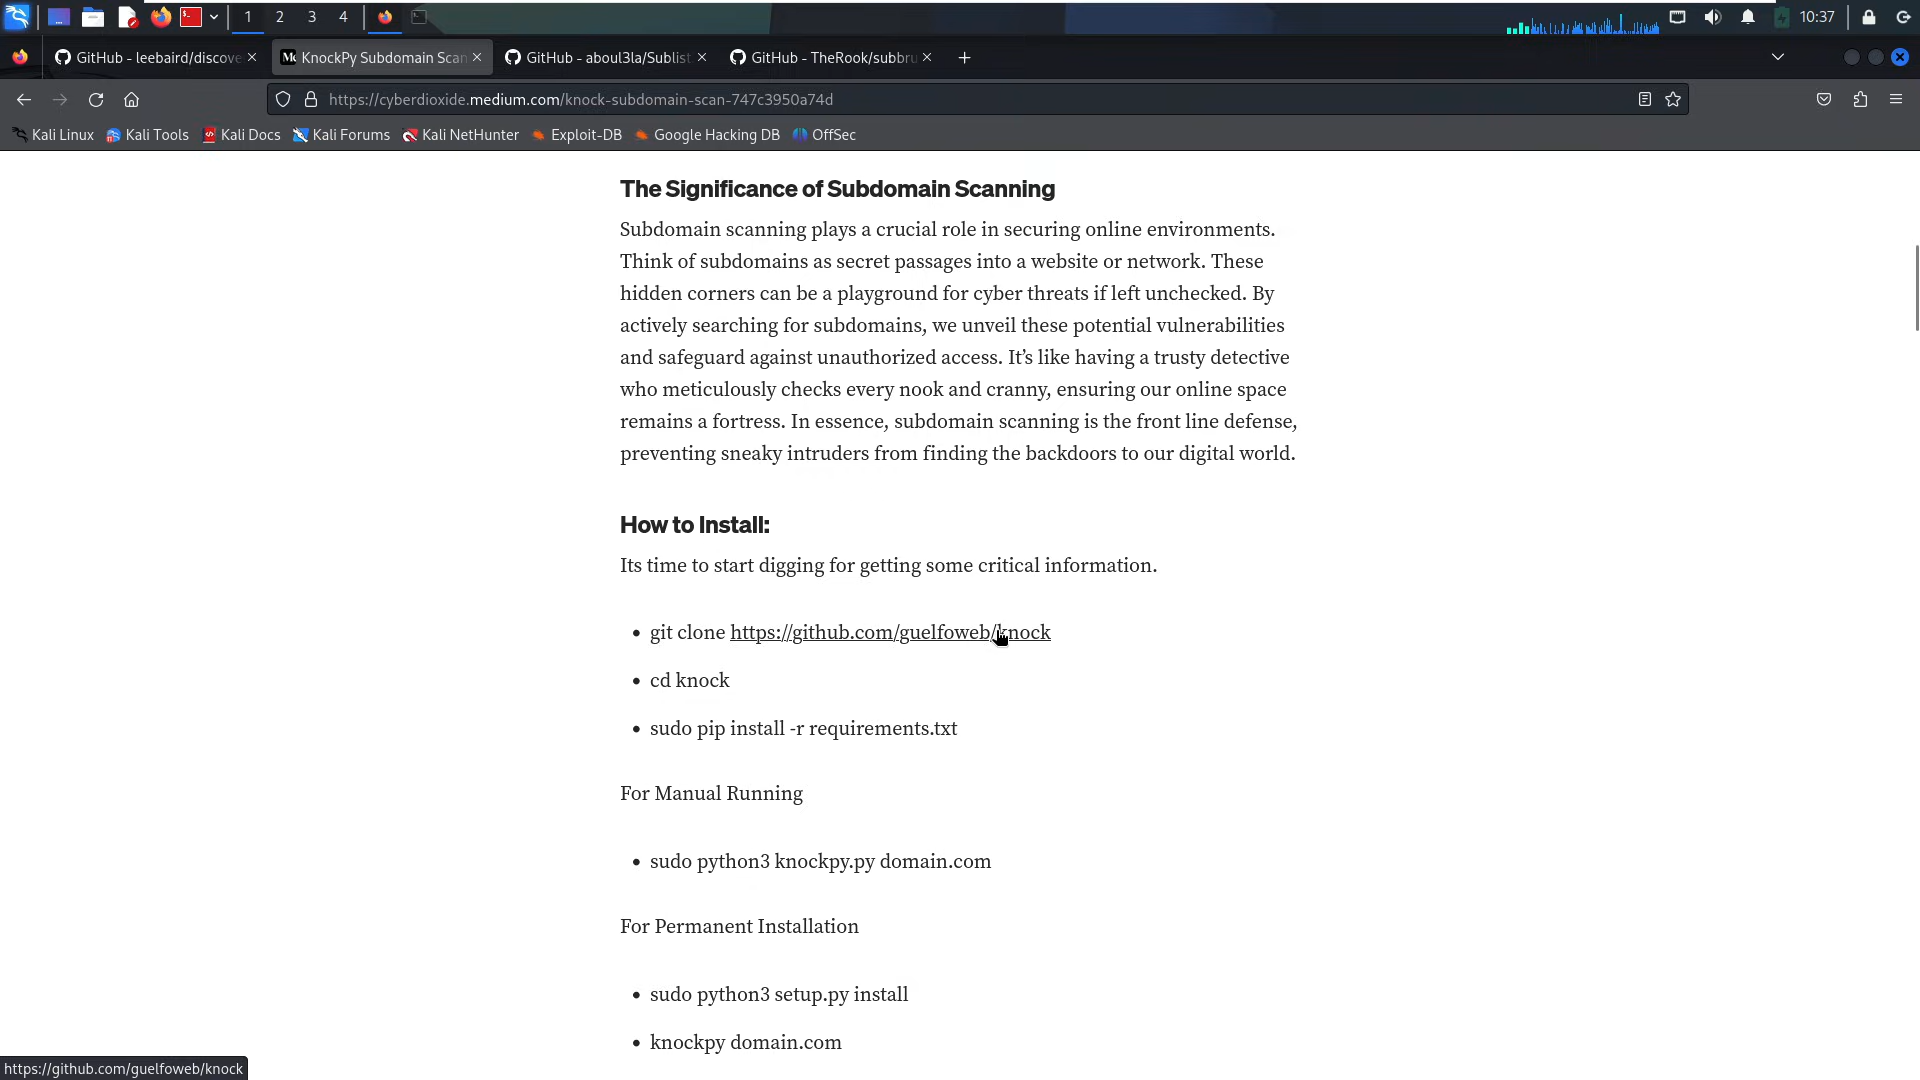 1 2 3 4 10:37
GitHub - leebaird/discove KnockPy Subdomain Scan GitHub - aboul3la/Sublist GitHub - TheRook/subbru
https://cyberdioxide.medium.com/knock-subdomain-scan-747c3950a74d
Kali Linux Kali Tools Kali Docs Kali Forums Kali NetHunter Exploit-DB Google Hacking DB OffSec
The Significance of Subdomain Scanning
Subdomain scanning plays a crucial role in securing online environments.
Think of subdomains as secret passages into a website or network. These
hidden corners can be a playground for cyber threats if left unchecked. By
actively searching for subdomains, we unveil these potential vulnerabilities
and safeguard against unauthorized access. It’s like having a trusty detective
who meticulously checks every nook and cranny, ensuring our online space
remains a fortress. In essence, subdomain scanning is the front line defense,
preventing sneaky intruders from finding the backdoors to our digital world.
How to Install:
Its time to start digging for getting some critical information.
• git clone https://github.com/guelfoweb/knock
• cd knock
• sudo pip install -r requirements.txt
For Manual Running
• sudo python3 knockpy.py domain.com
For Permanent Installation
• sudo python3 setup.py install
• knockpy domain.com
https://github.com/guelfoweb/knock